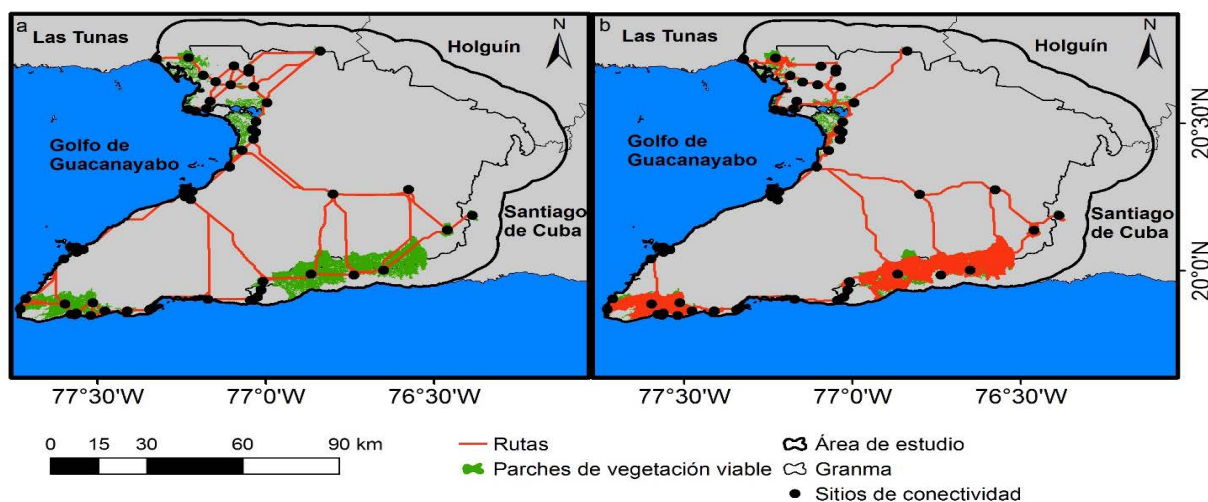 a
Las Tunas
Holguín
N
Golfo de
Guacanayabo
Santiago
de Cuba
77°30'W
77°0'W
76°30'W
b
Las Tunas
Holguín
N
Golfo de
Guacanayabo
Santiago
de Cuba
20°30'N
20°0'N
77°30'W
77°0'W
76°30'W
0 15 30 60 90 km
Rutas
Parches de vegetación viable
Área de estudio
Granma
Sitios de conectividad